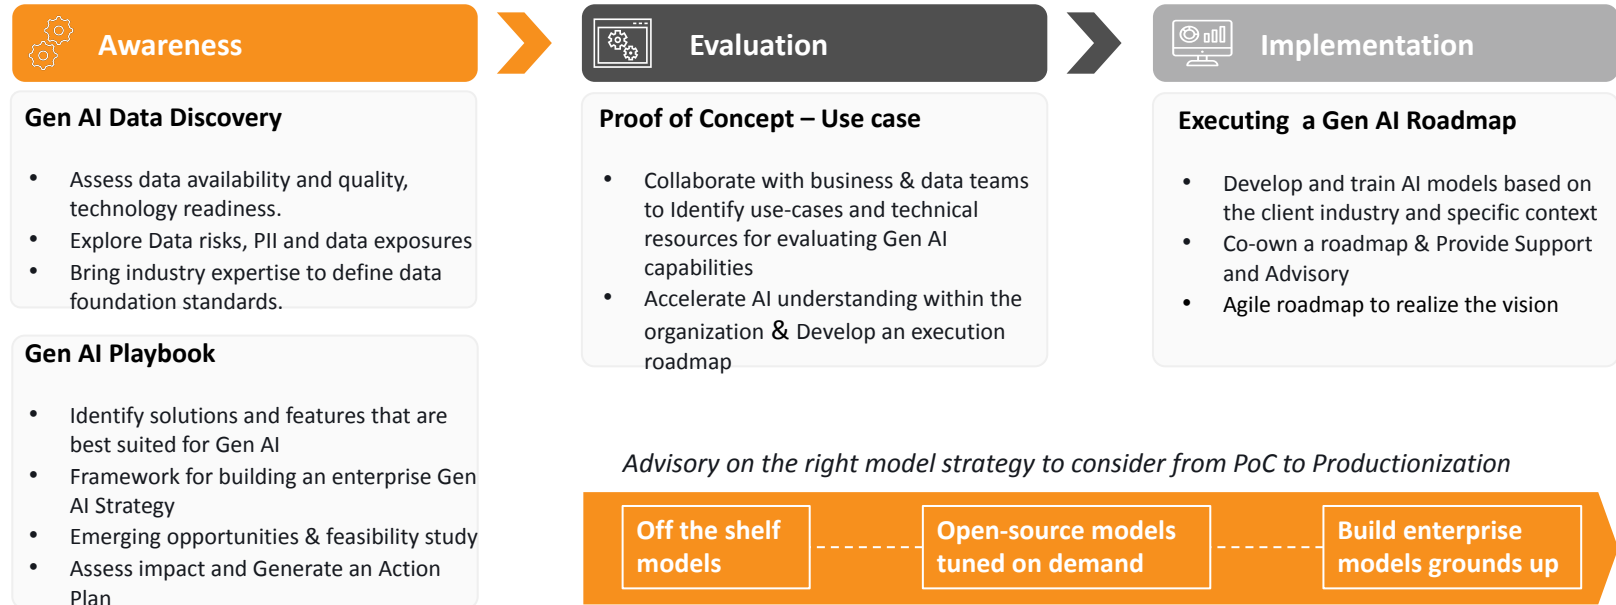 Awareness
Gen AI Data Discovery
• Assess data availability and quality,
technology readiness.
• Explore Data risks, PII and data exposures
• Bring industry expertise to define data
foundation standards.
Gen AI Playbook
• Identify solutions and features that are
best suited for Gen AI
• Framework for building an enterprise Gen
AI Strategy
• Emerging opportunities & feasibility study
• Assess impact and Generate an Action
Plan
Evaluation
Proof of Concept – Use case
• Collaborate with business & data teams
to Identify use-cases and technical
resources for evaluating Gen AI
capabilities
• Accelerate AI understanding within the
organization & Develop an execution
roadmap
Implementation
Executing a Gen AI Roadmap
• Develop and train AI models based on
the client industry and specific context
• Co-own a roadmap & Provide Support
and Advisory
• Agile roadmap to realize the vision
Advisory on the right model strategy to consider from PoC to Productionization
Off the shelf
models
Open-source models
tuned on demand
Build enterprise
models grounds up